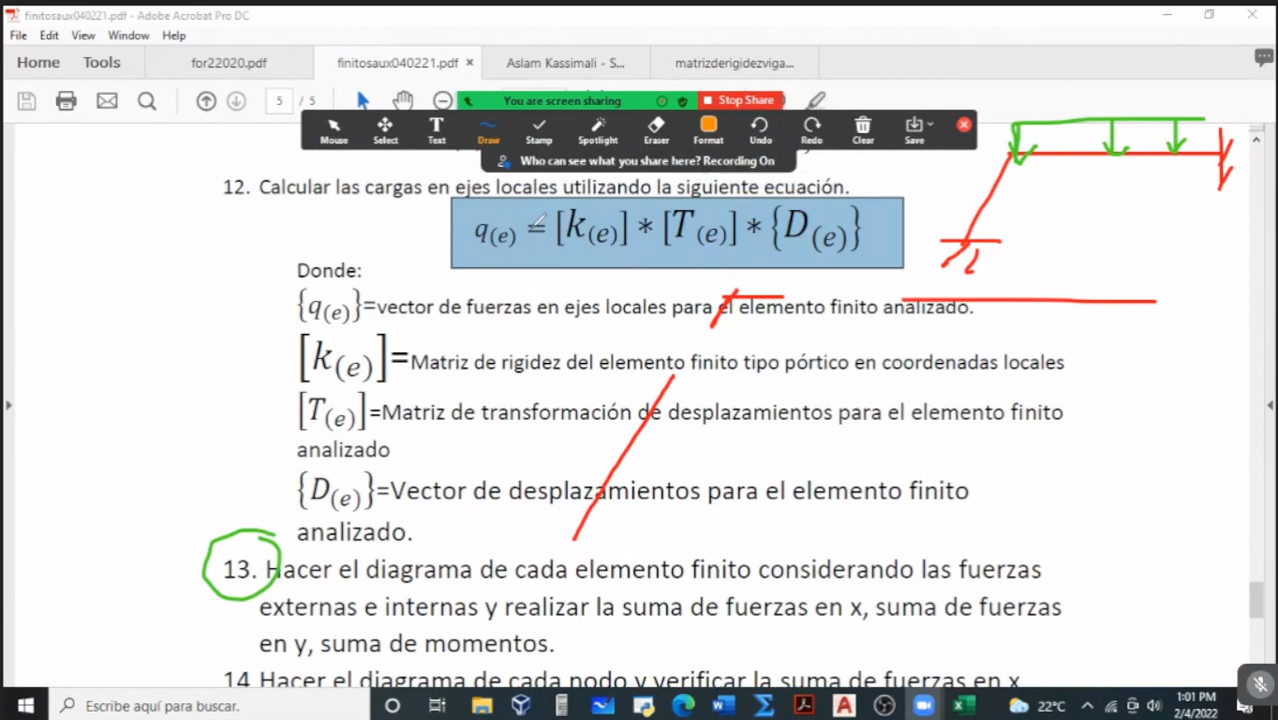 finitosaux040221.pdf - Adobe Acrobat Pro DC
File Edit View Window Help
Home Tools for22020.pdf finitosaux040221.pdf × Aslam Kassimali - S... matrizderigidezviga...
5 / 5
You are screen sharing Stop Share
Mouse Select Text Draw Stamp Spotlight Eraser Format Undo Redo Clear Save
Who can see what you share here? Recording On
12. Calcular las cargas en ejes locales utilizando la siguiente ecuación.
q(e) = [k(e)] * [T(e)] * {D(e)}
Donde:
{q(e)}=vector de fuerzas en ejes locales para el elemento finito analizado.
[k(e)]=Matriz de rigidez del elemento finito tipo pórtico en coordenadas locales
[T(e)]=Matriz de transformación de desplazamientos para el elemento finito
analizado
{D(e)}=Vector de desplazamientos para el elemento finito
analizado.
13. Hacer el diagrama de cada elemento finito considerando las fuerzas
externas e internas y realizar la suma de fuerzas en x, suma de fuerzas
en y, suma de momentos.
14 Hacer el diagrama de cada nodo y verificar la suma de fuerzas en x
Escribe aquí para buscar.
22°C
1:01 PM
2/4/2022